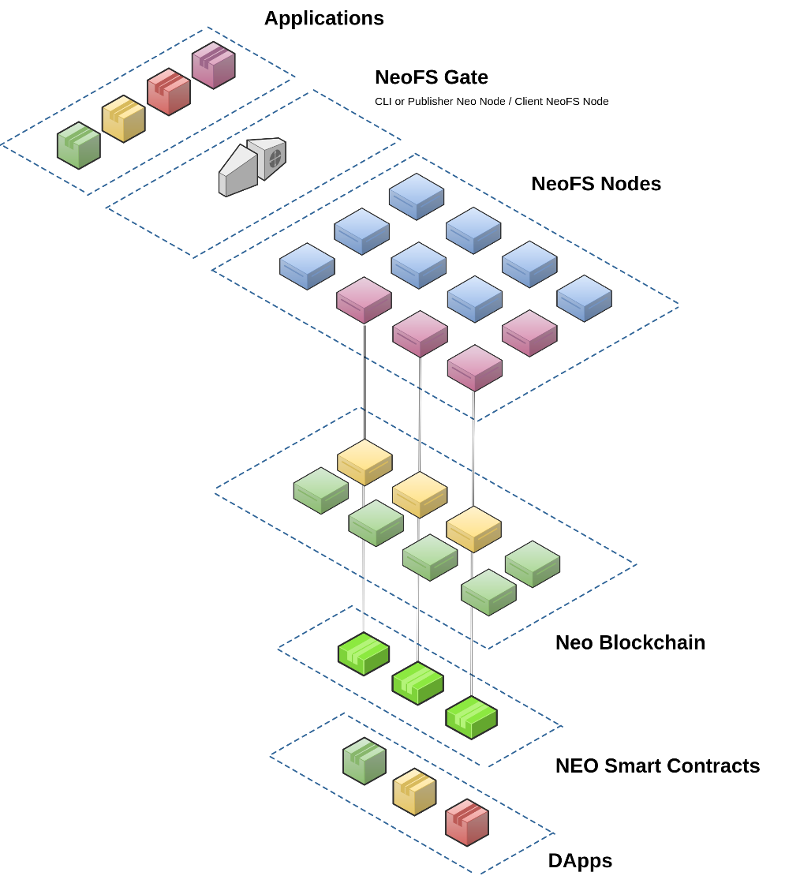 Applications
NeoFS Gate
CLI or Publisher Neo Node / Client NeoFS Node
NeoFS Nodes
Neo Blockchain
NEO Smart Contracts
DApps